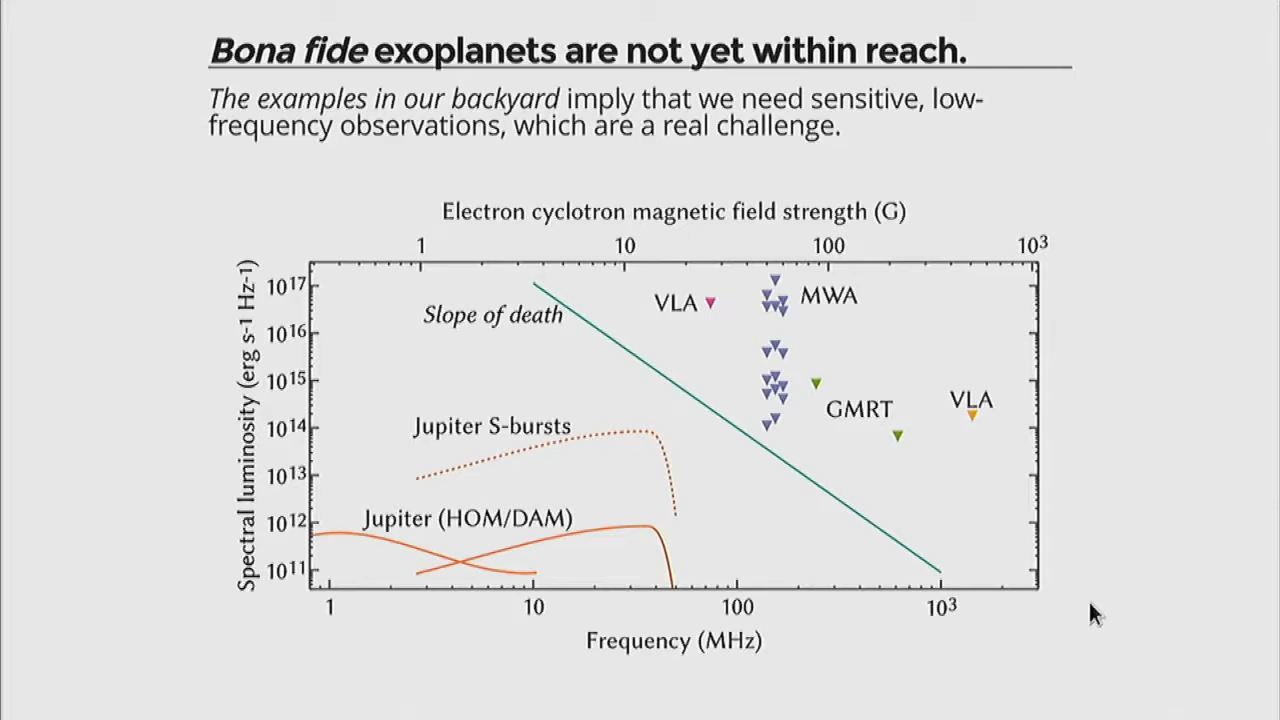 Bona fide exoplanets are not yet within reach.
The examples in our backyard imply that we need sensitive, low-
frequency observations, which are a real challenge.
Electron cyclotron magnetic field strength (G)
1 10 100 10³
Spectral luminosity (erg s-1 Hz-1)
10¹⁷
10¹⁶
10¹⁵
10¹⁴
10¹³
10¹²
10¹¹
Slope of death
VLA
MWA
GMRT
VLA
Jupiter S-bursts
Jupiter (HOM/DAM)
1 10 100 10³
Frequency (MHz)